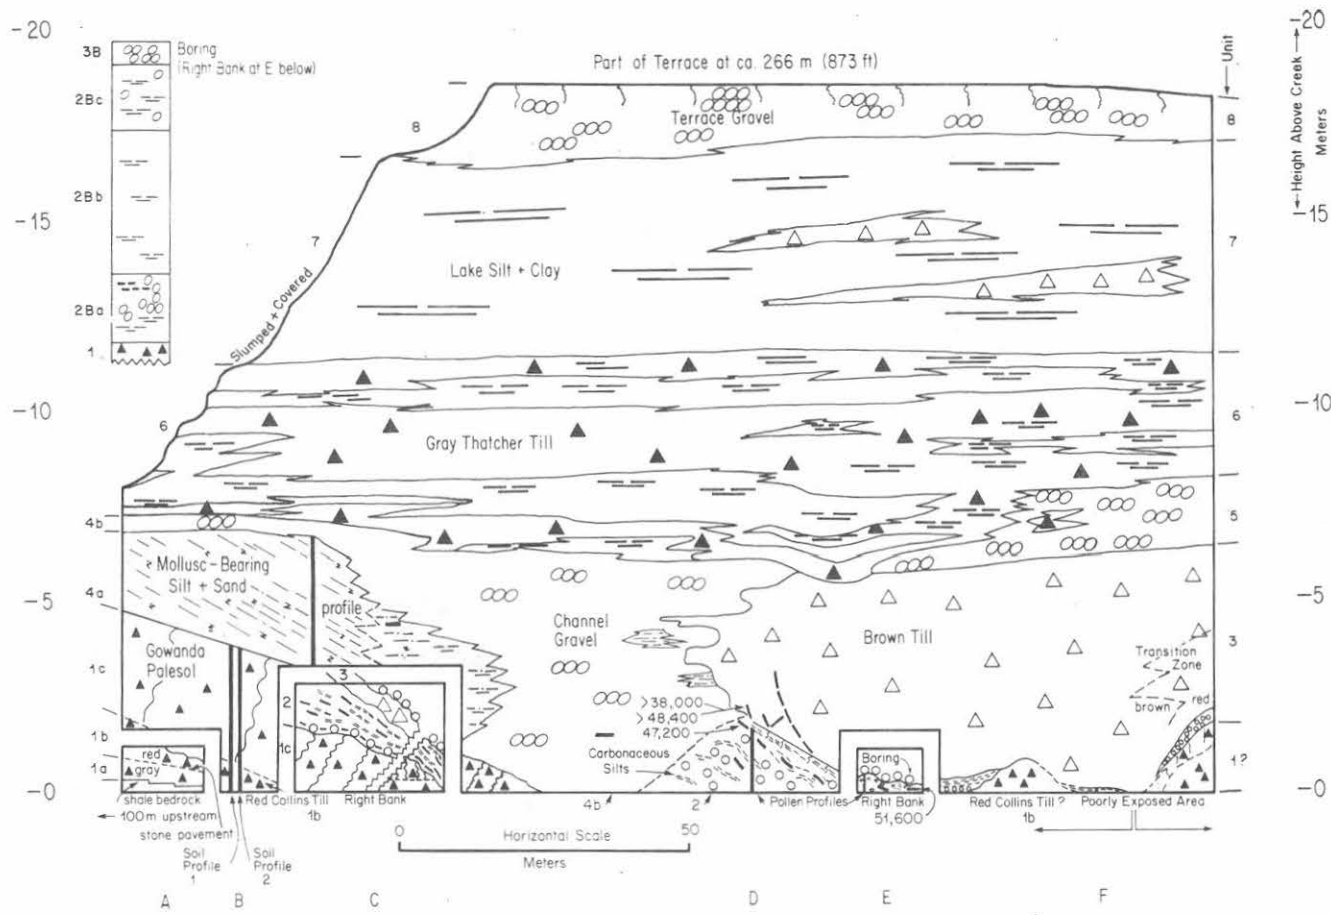 -20
-15
-10
-5
-0
3B
2Bc
2Bb
2Ba
1
Boring
(Right Bank at E below)
Part of Terrace at ca. 266 m (873 ft)
Unit
-20
Height Above Creek
Meters
-15
-10
-5
-0
8
Terrace Gravel
8
7
Lake Silt + Clay
7
Slumped + Covered
6
Gray Thatcher Till
6
5
4b
Mollusc-Bearing
Silt + Sand
4a
profile
Channel
Gravel
Brown Till
3
Gowanda
Palesol
1c
Transition
Zone
red
brown
3
2
1c
>38,000
>48,400
47,200
Carbonaceous
Silts
1b
red
gray
1a
Boring
1?
shale bedrock
Red Collins Till
Right Bank
4b
2
Pollen Profiles
Right Bank
51,600
Red Collins Till ?
Poorly Exposed Area
100m upstream
1b
1b
stone pavement
0
Horizontal Scale
50
Meters
Soil
Profile
1
Soil
Profile
2
A
B
C
D
E
F